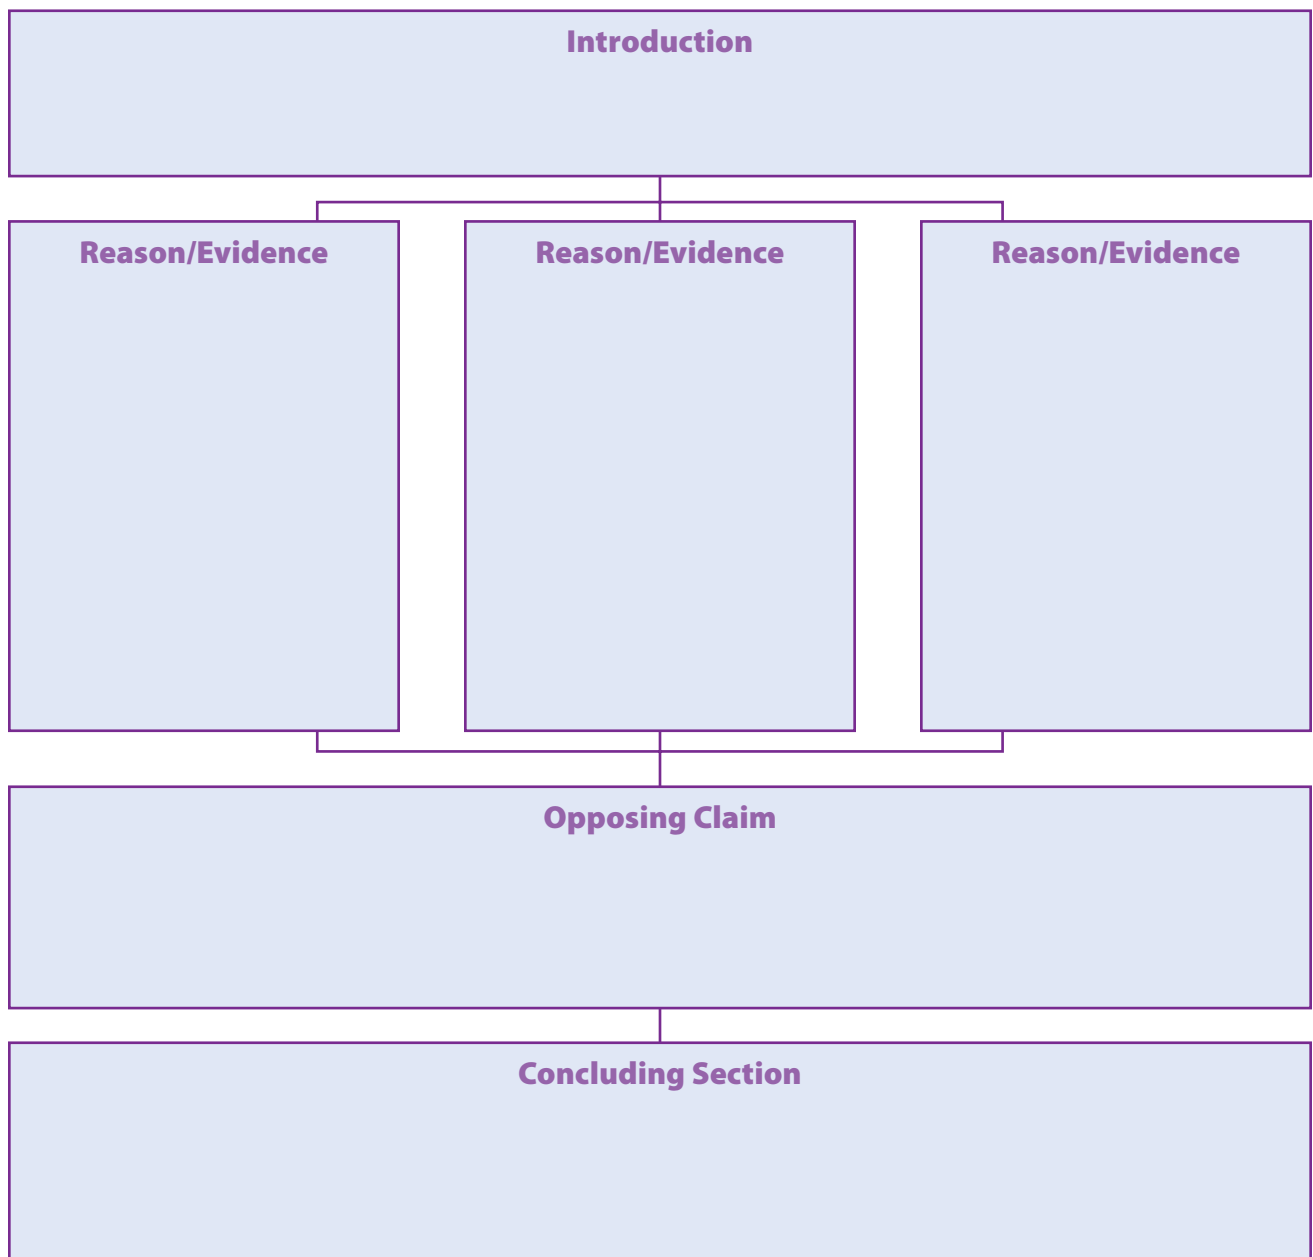 Introduction
Reason/Evidence
Reason/Evidence
Reason/Evidence
Opposing Claim
Concluding Section